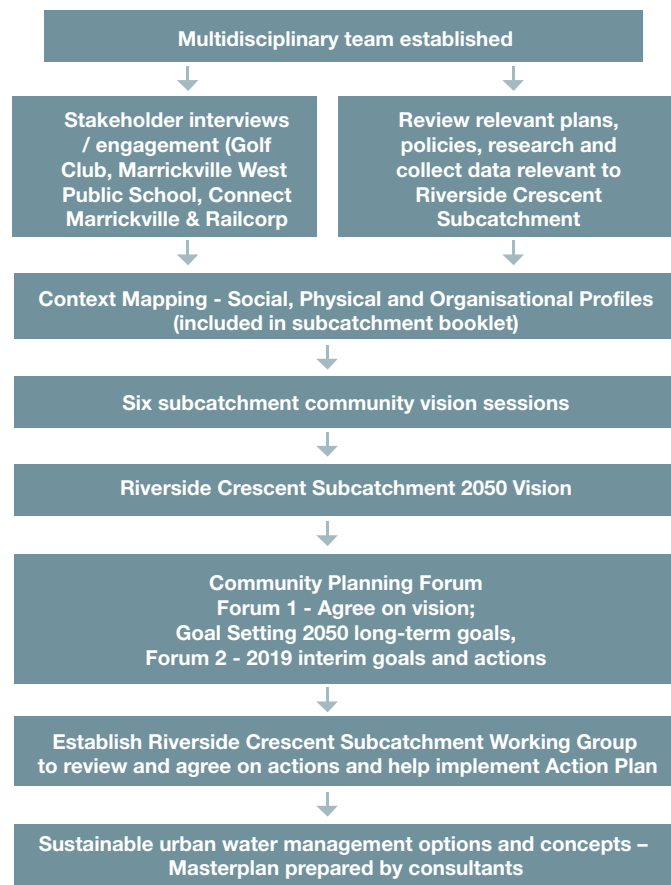 Multidisciplinary team established
Stakeholder interviews
/ engagement (Golf
Club, Marrickville West
Public School, Connect
Marrickville & Railcorp
Review relevant plans,
policies, research and
collect data relevant to
Riverside Crescent
Subcatchment
Context Mapping - Social, Physical and Organisational Profiles
(included in subcatchment booklet)
Six subcatchment community vision sessions
Riverside Crescent Subcatchment 2050 Vision
Community Planning Forum
Forum 1 - Agree on vision;
Goal Setting 2050 long-term goals,
Forum 2 - 2019 interim goals and actions
Establish Riverside Crescent Subcatchment Working Group
to review and agree on actions and help implement Action Plan
Sustainable urban water management options and concepts –
Masterplan prepared by consultants